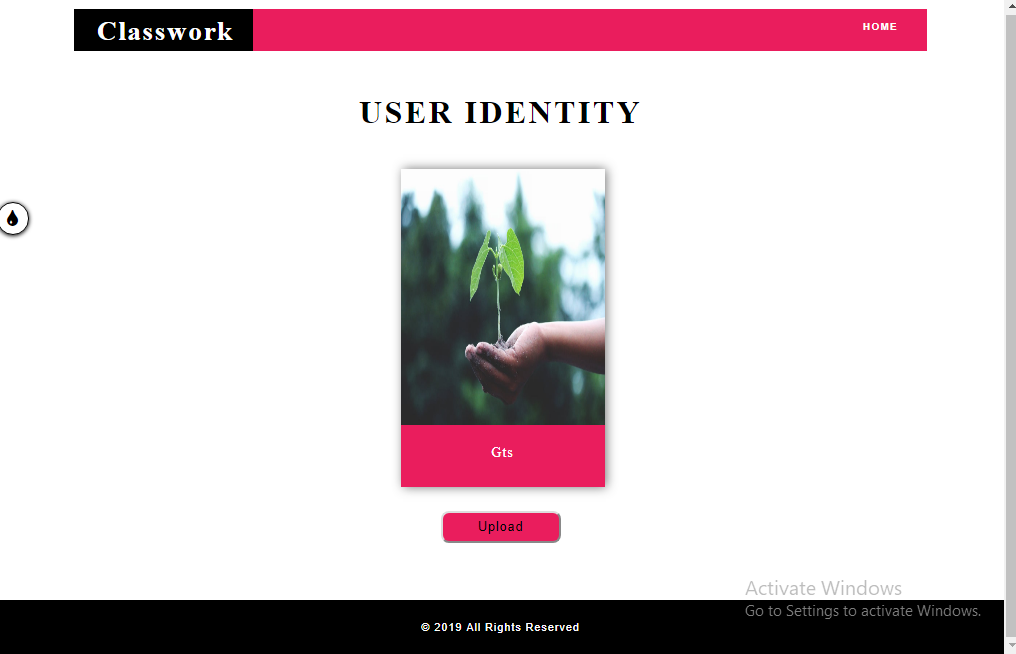 Classwork
HOME
USER IDENTITY
Gts
Upload
Activate Windows
Go to Settings to activate Windows.
© 2019 All Rights Reserved